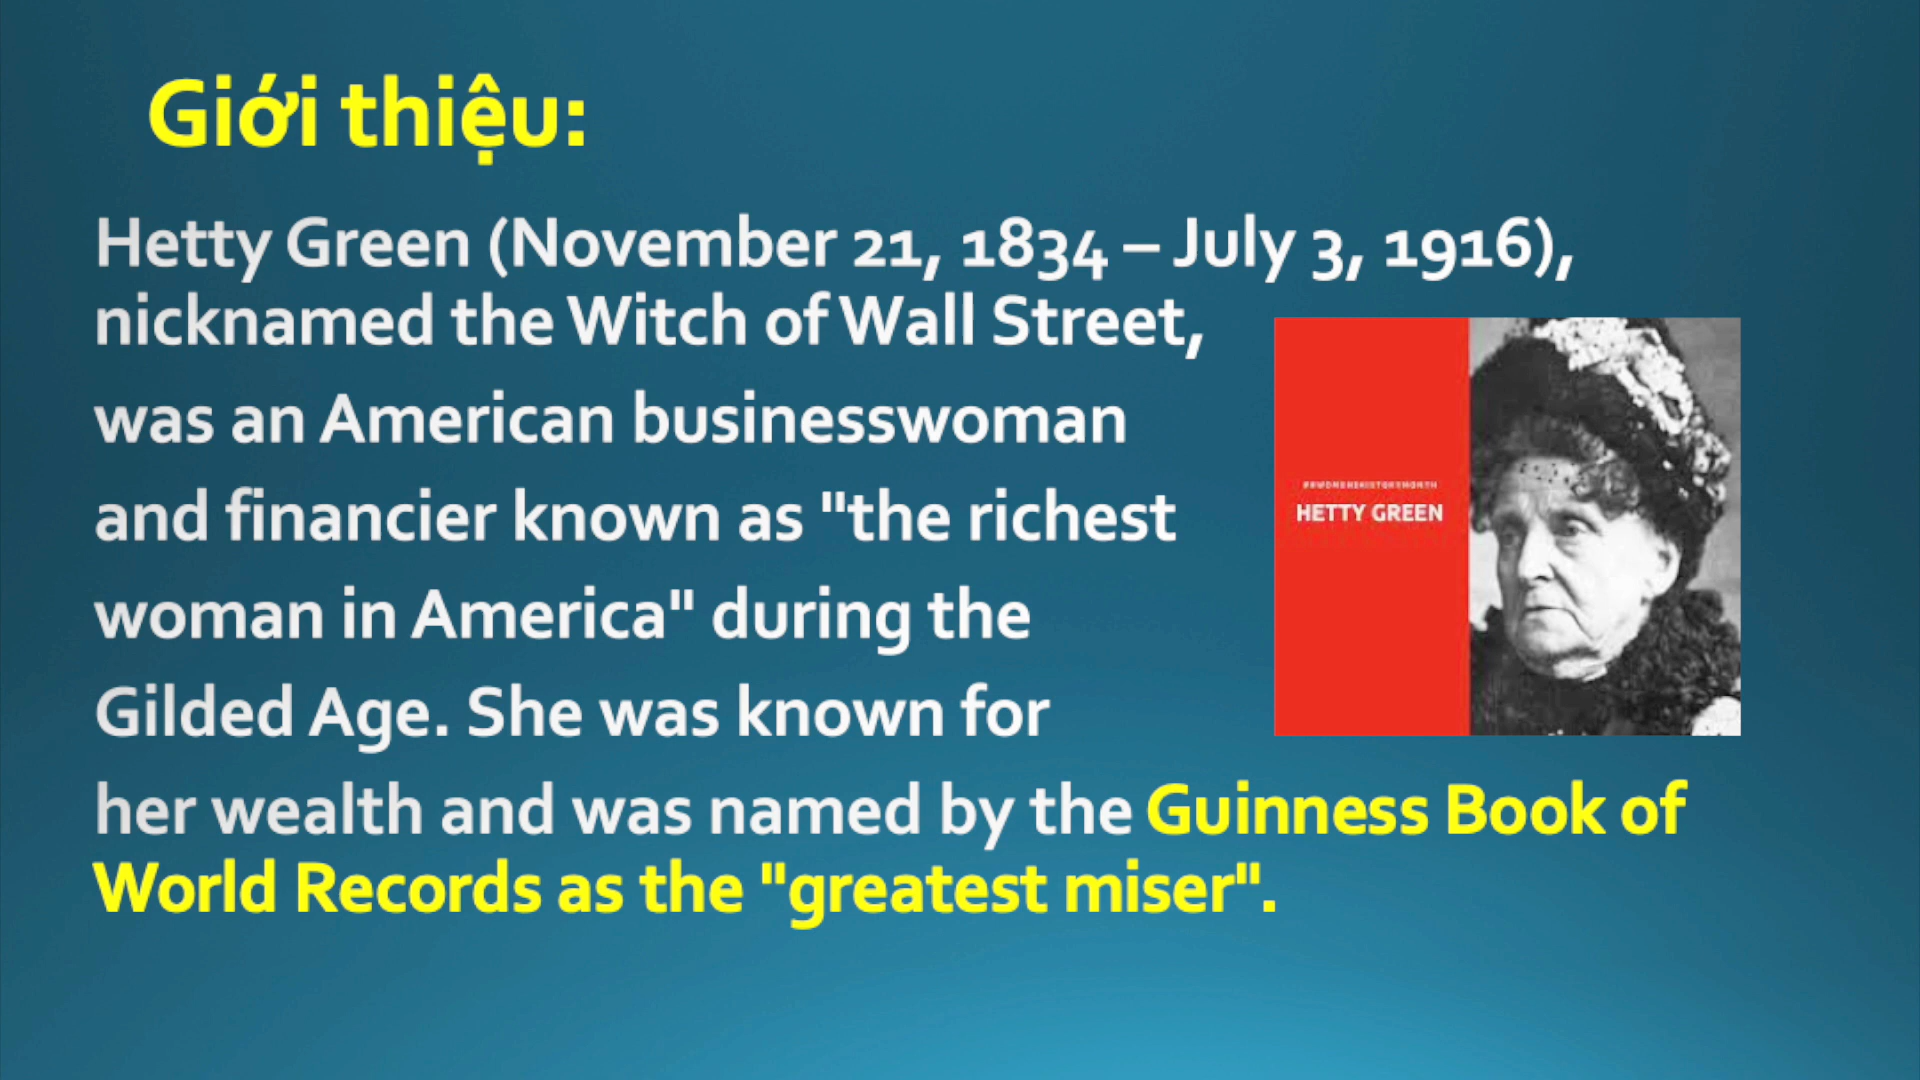 Giới thiệu:
Hetty Green (November 21, 1834 – July 3, 1916),
nicknamed the Witch of Wall Street,
was an American businesswoman
and financier known as "the richest
woman in America" during the
Gilded Age. She was known for
her wealth and was named by the Guinness Book of
World Records as the "greatest miser".
HETTY GREEN